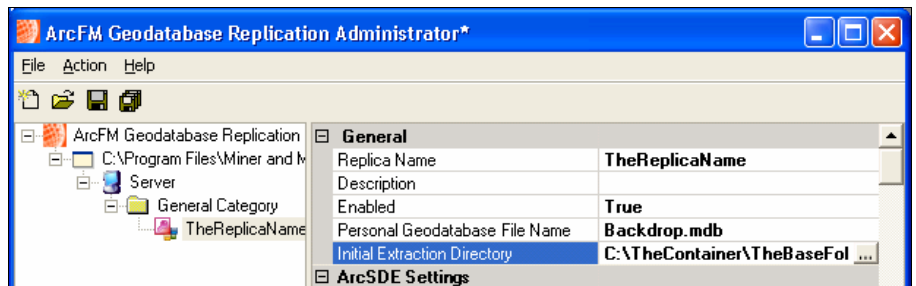 ArcFM Geodatabase Replication Administrator*
File Action Help
ArcFM Geodatabase Replication
C:\Program Files\Miner and M
Server
General Category
TheReplicaName
General
Replica Name TheReplicaName
Description
Enabled True
Personal Geodatabase File Name Backdrop.mdb
Initial Extraction Directory C:\TheContainer\TheBaseFol ...
ArcSDE Settings